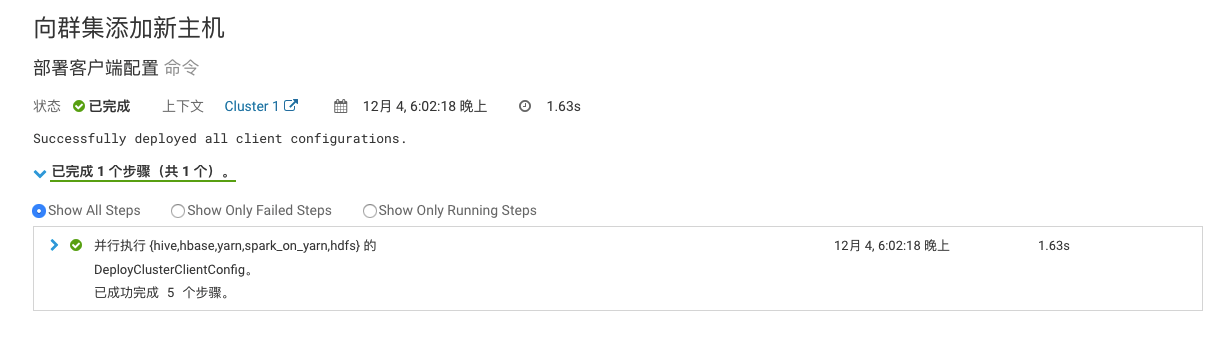 向群集添加新主机
部署客户端配置 命令
状态 已完成 上下文 Cluster 1 12月 4, 6:02:18 晚上 1.63s
Successfully deployed all client configurations.
已完成 1 个步骤（共 1 个）。
Show All Steps Show Only Failed Steps Show Only Running Steps
并行执行 {hive,hbase,yarn,spark_on_yarn,hdfs} 的 12月 4, 6:02:18 晚上 1.63s
DeployClusterClientConfig。
已成功完成 5 个步骤。